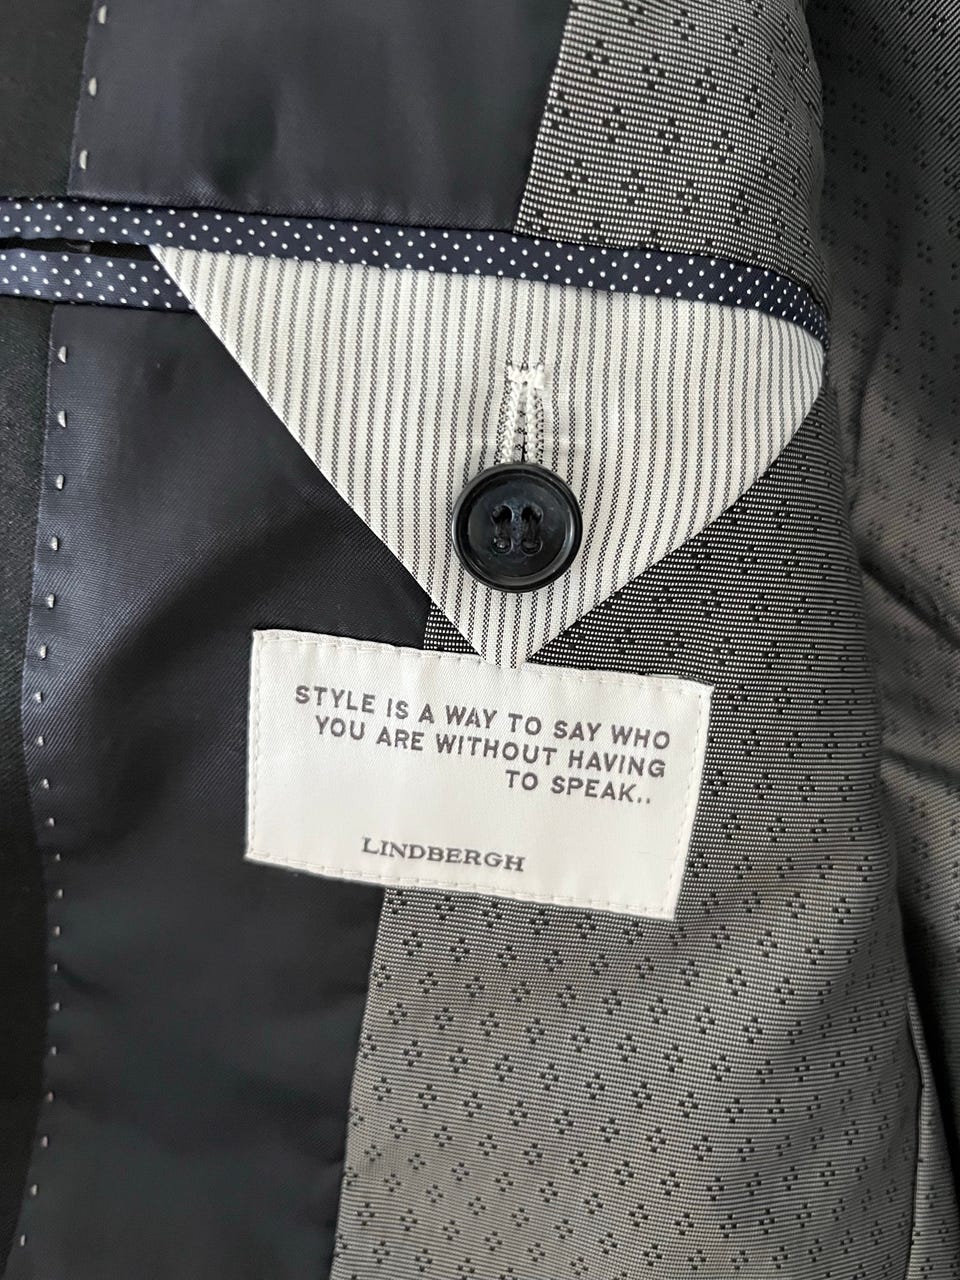 STYLE IS A WAY TO SAY WHO
YOU ARE WITHOUT HAVING
TO SPEAK..
LINDBERGH